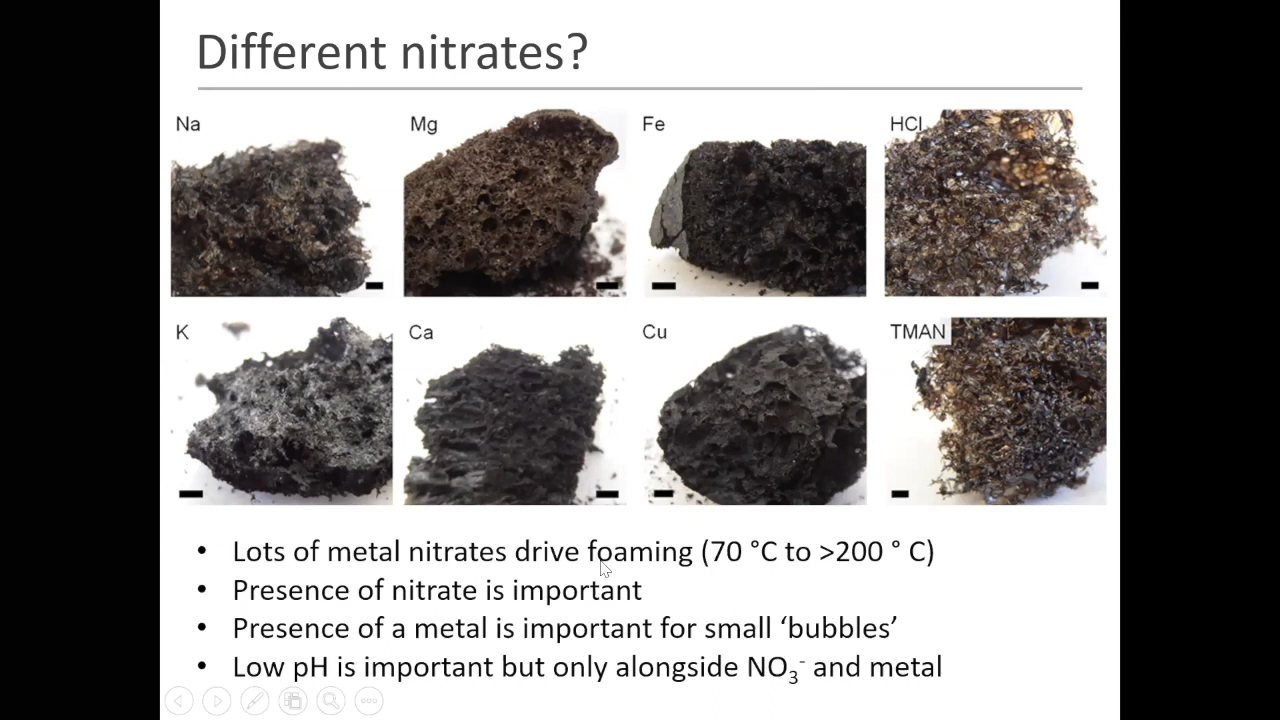 Different nitrates?
Na
Mg
Fe
HCl
K
Ca
Cu
TMAN
• Lots of metal nitrates drive foaming (70 °C to >200 ° C)
• Presence of nitrate is important
• Presence of a metal is important for small ‘bubbles’
• Low pH is important but only alongside NO₃⁻ and metal